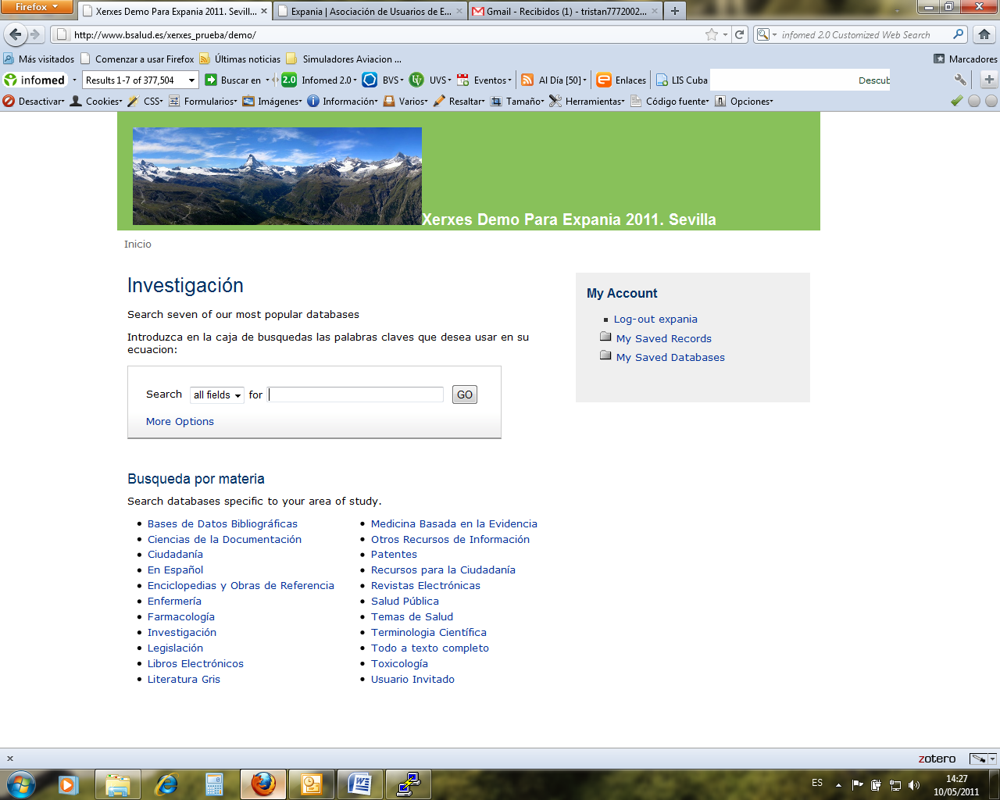 Firefox
Xerxes Demo Para Expania 2011. Sevill...
Expania | Asociación de Usuarios de E...
Gmail - Recibidos (1) - tristan7772002...
http://www.bsalud.es/xerxes_prueba/demo/
infomed 2.0 Customized Web Search
Más visitados
Comenzar a usar Firefox
Últimas noticias
Simuladores Aviacion ...
Marcadores
infomed
Results 1-7 of 377,504
Buscar en
2.0
Infomed 2.0
BVS
UVS
Eventos
Al Día [50]
Enlaces
LIS Cuba
Descub
Desactivar
Cookies
CSS
Formularios
Imágenes
Información
Varios
Resaltar
Tamaño
Herramientas
Código fuente
Opciones
Xerxes Demo Para Expania 2011. Sevilla
Inicio
Investigación
Search seven of our most popular databases
Introduzca en la caja de busquedas las palabras claves que desea usar en su
ecuacion:
Search all fields for GO
More Options
My Account
Log-out expania
My Saved Records
My Saved Databases
Busqueda por materia
Search databases specific to your area of study.
Bases de Datos Bibliográficas
Ciencias de la Documentación
Ciudadanía
En Español
Enciclopedias y Obras de Referencia
Enfermería
Farmacología
Investigación
Legislación
Libros Electrónicos
Literatura Gris
Medicina Basada en la Evidencia
Otros Recursos de Información
Patentes
Recursos para la Ciudadanía
Revistas Electrónicas
Salud Pública
Temas de Salud
Terminologia Científica
Todo a texto completo
Toxicología
Usuario Invitado
x
zotero
ES
14:27
10/05/2011